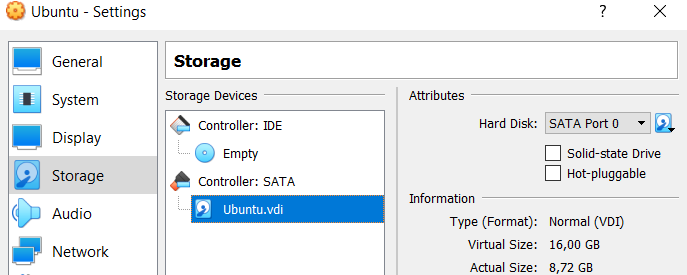 Ubuntu - Settings
?
General
System
Display
Storage
Audio
Network
Storage
Storage Devices
Controller: IDE
Empty
Controller: SATA
Ubuntu.vdi
Attributes
Hard Disk: SATA Port 0
Solid-state Drive
Hot-pluggable
Information
Type (Format): Normal (VDI)
Virtual Size: 16,00 GB
Actual Size: 8,72 GB